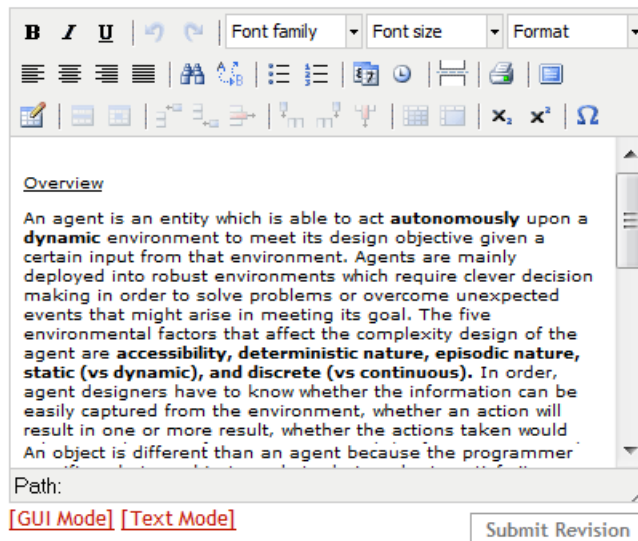 B I U Font family Font size Format
Overview
An agent is an entity which is able to act autonomously upon a
dynamic environment to meet its design objective given a
certain input from that environment. Agents are mainly
deployed into robust environments which require clever decision
making in order to solve problems or overcome unexpected
events that might arise in meeting its goal. The five
environmental factors that affect the complexity design of the
agent are accessibility, deterministic nature, episodic nature,
static (vs dynamic), and discrete (vs continuous). In order,
agent designers have to know whether the information can be
easily captured from the environment, whether an action will
result in one or more result, whether the actions taken would
An object is different than an agent because the programmer
Path:
[GUI Mode] [Text Mode]
Submit Revision